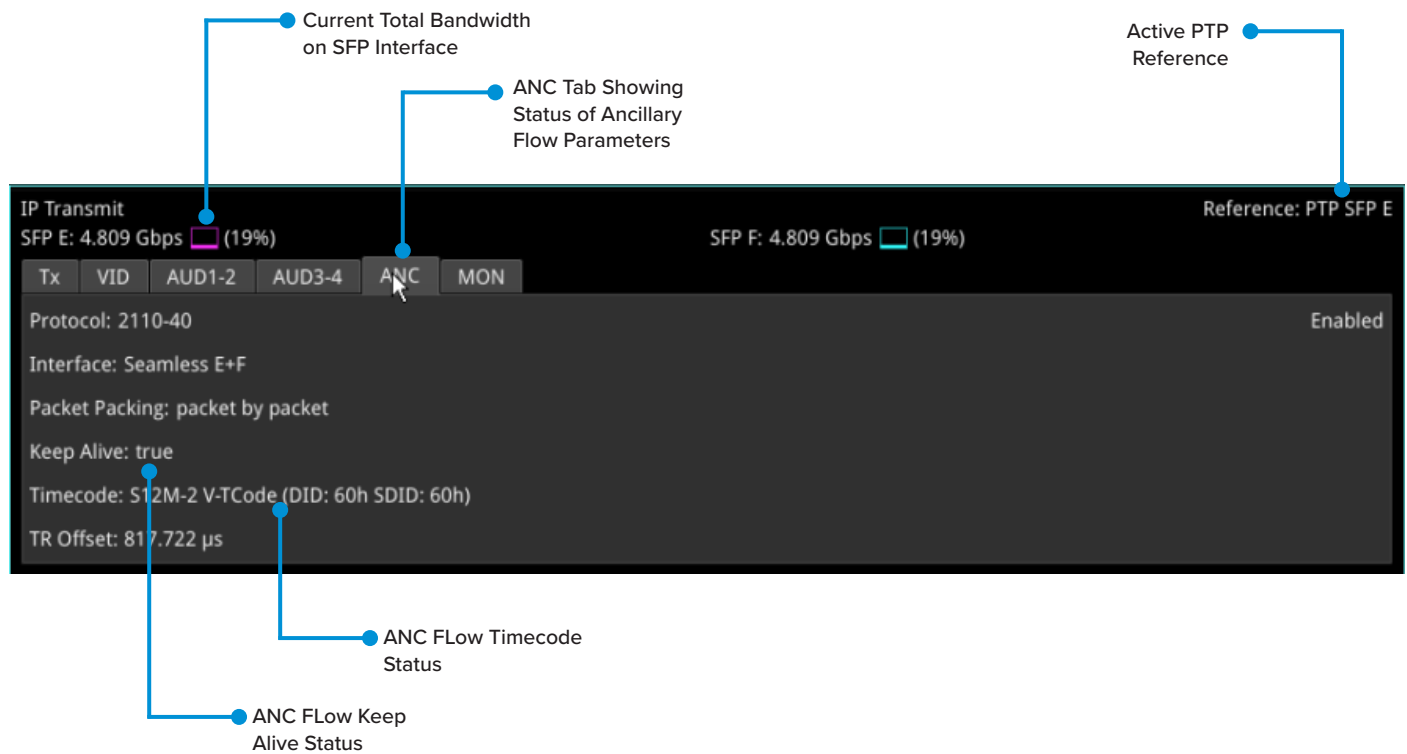 Current Total Bandwidth
on SFP Interface
Active PTP
Reference
ANC Tab Showing
Status of Ancillary
Flow Parameters
IP Transmit
Reference: PTP SFP E
SFP E: 4.809 Gbps (19%)
SFP F: 4.809 Gbps (19%)
Tx VID AUD1-2 AUD3-4 ANC MON
Protocol: 2110-40
Enabled
Interface: Seamless E+F
Packet Packing: packet by packet
Keep Alive: true
Timecode: S12M-2 V-TCode (DID: 60h SDID: 60h)
TR Offset: 817.722 µs
ANC FLow Timecode
Status
ANC FLow Keep
Alive Status